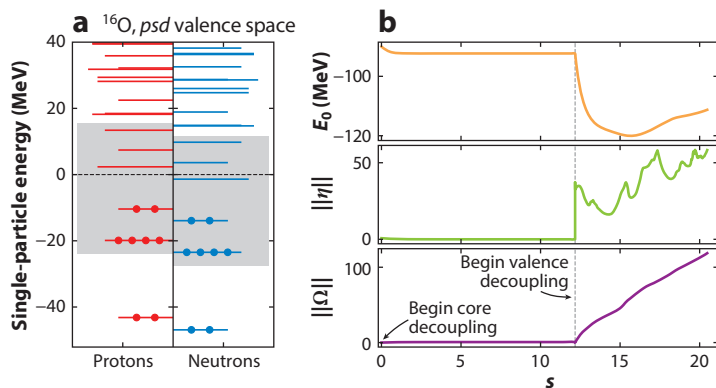 a
¹⁶O, psd valence space
Single-particle energy (MeV)
40
20
0
−20
−40
Protons
Neutrons
b
E₀ (MeV)
−100
−120
||η||
50
0
||Ω||
100
0
Begin valence
decoupling
Begin core
decoupling
0
5
10
15
20
s